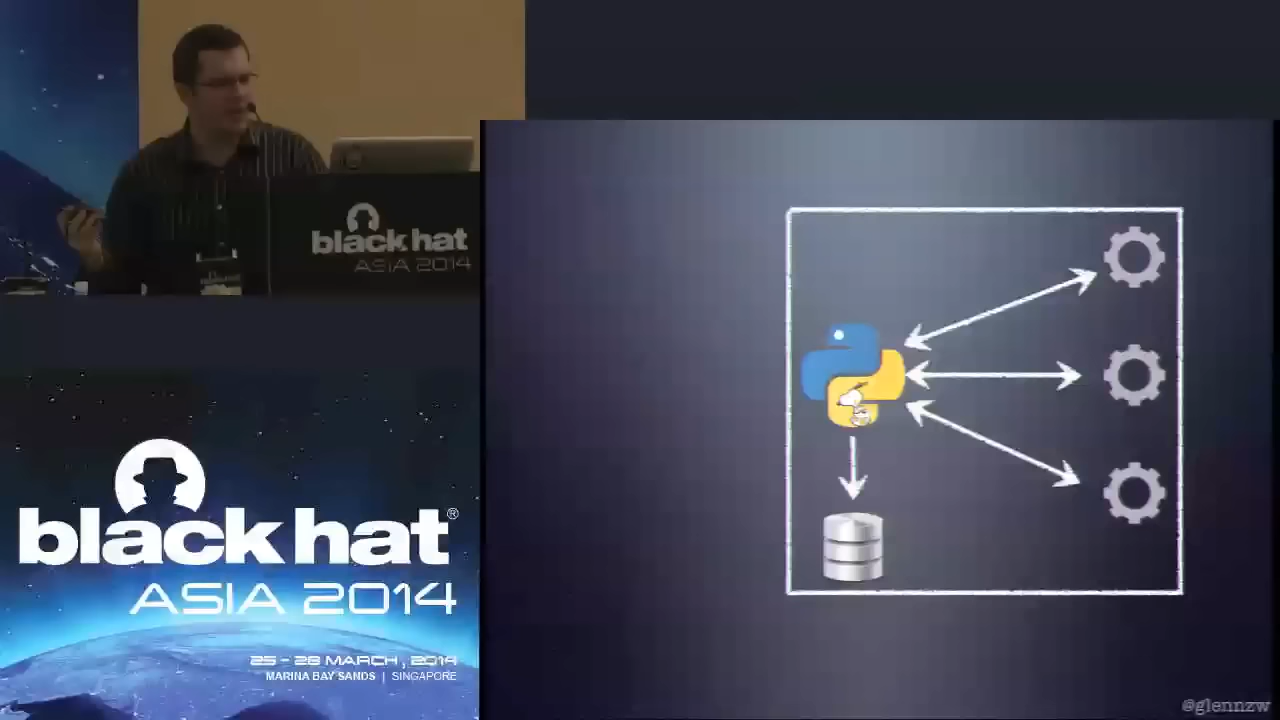 black hat
ASIA 2014
black hat®
ASIA 2014
25 - 28 MARCH, 2014
MARINA BAY SANDS | SINGAPORE
@glennzw